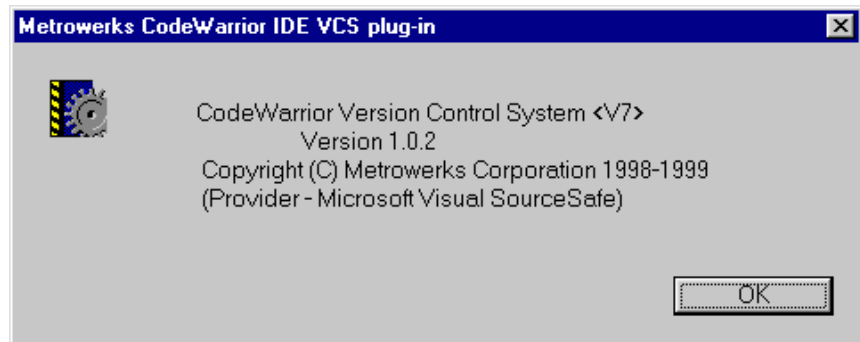 Metrowerks CodeWarrior IDE VCS plug-in
CodeWarrior Version Control System <V7>
Version 1.0.2
Copyright (C) Metrowerks Corporation 1998-1999
(Provider - Microsoft Visual SourceSafe)
OK